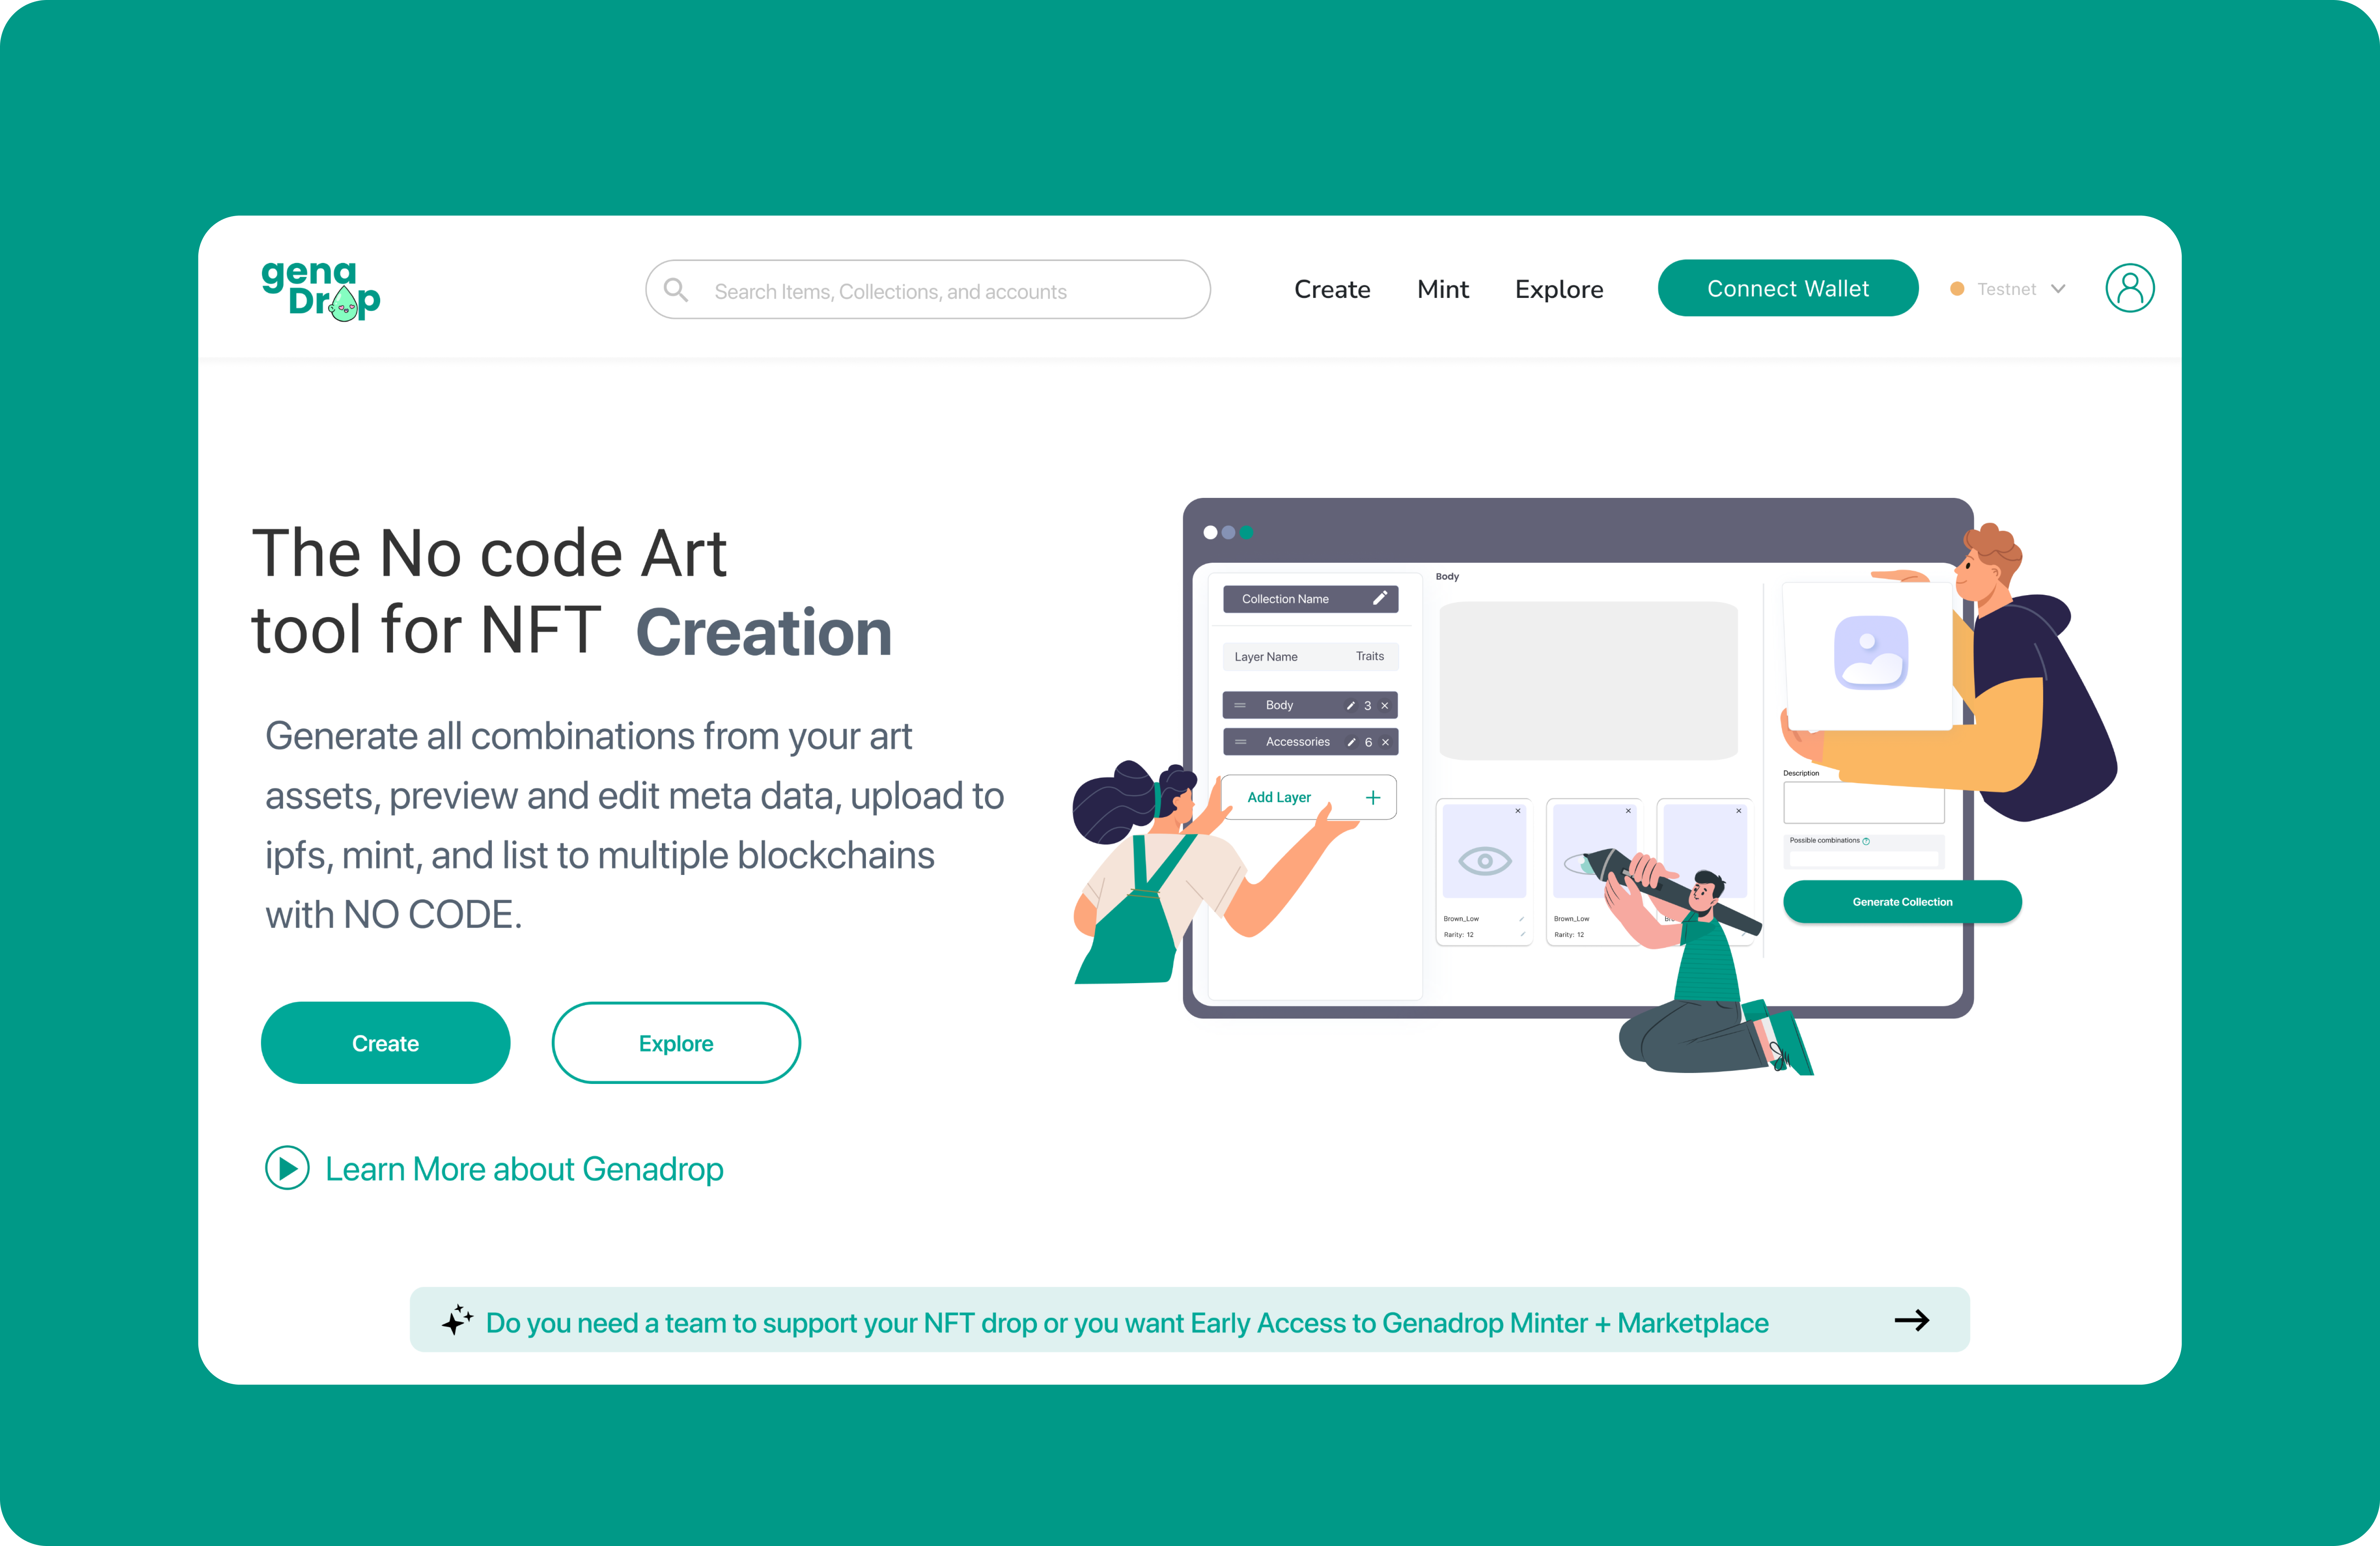 gena
Drop
Search Items, Collections, and accounts
Create
Mint
Explore
Connect Wallet
Testnet
The No code Art
tool for NFT Creation
Generate all combinations from your art
assets, preview and edit meta data, upload to
ipfs, mint, and list to multiple blockchains
with NO CODE.
Create
Explore
Learn More about Genadrop
Collection Name
Layer Name Traits
Body 3
Accessories 6
Add Layer +
Body
Brown_Low
Rarity: 12
Brown_Low
Rarity: 12
Description
Possible combinations
Generate Collection
Do you need a team to support your NFT drop or you want Early Access to Genadrop Minter + Marketplace